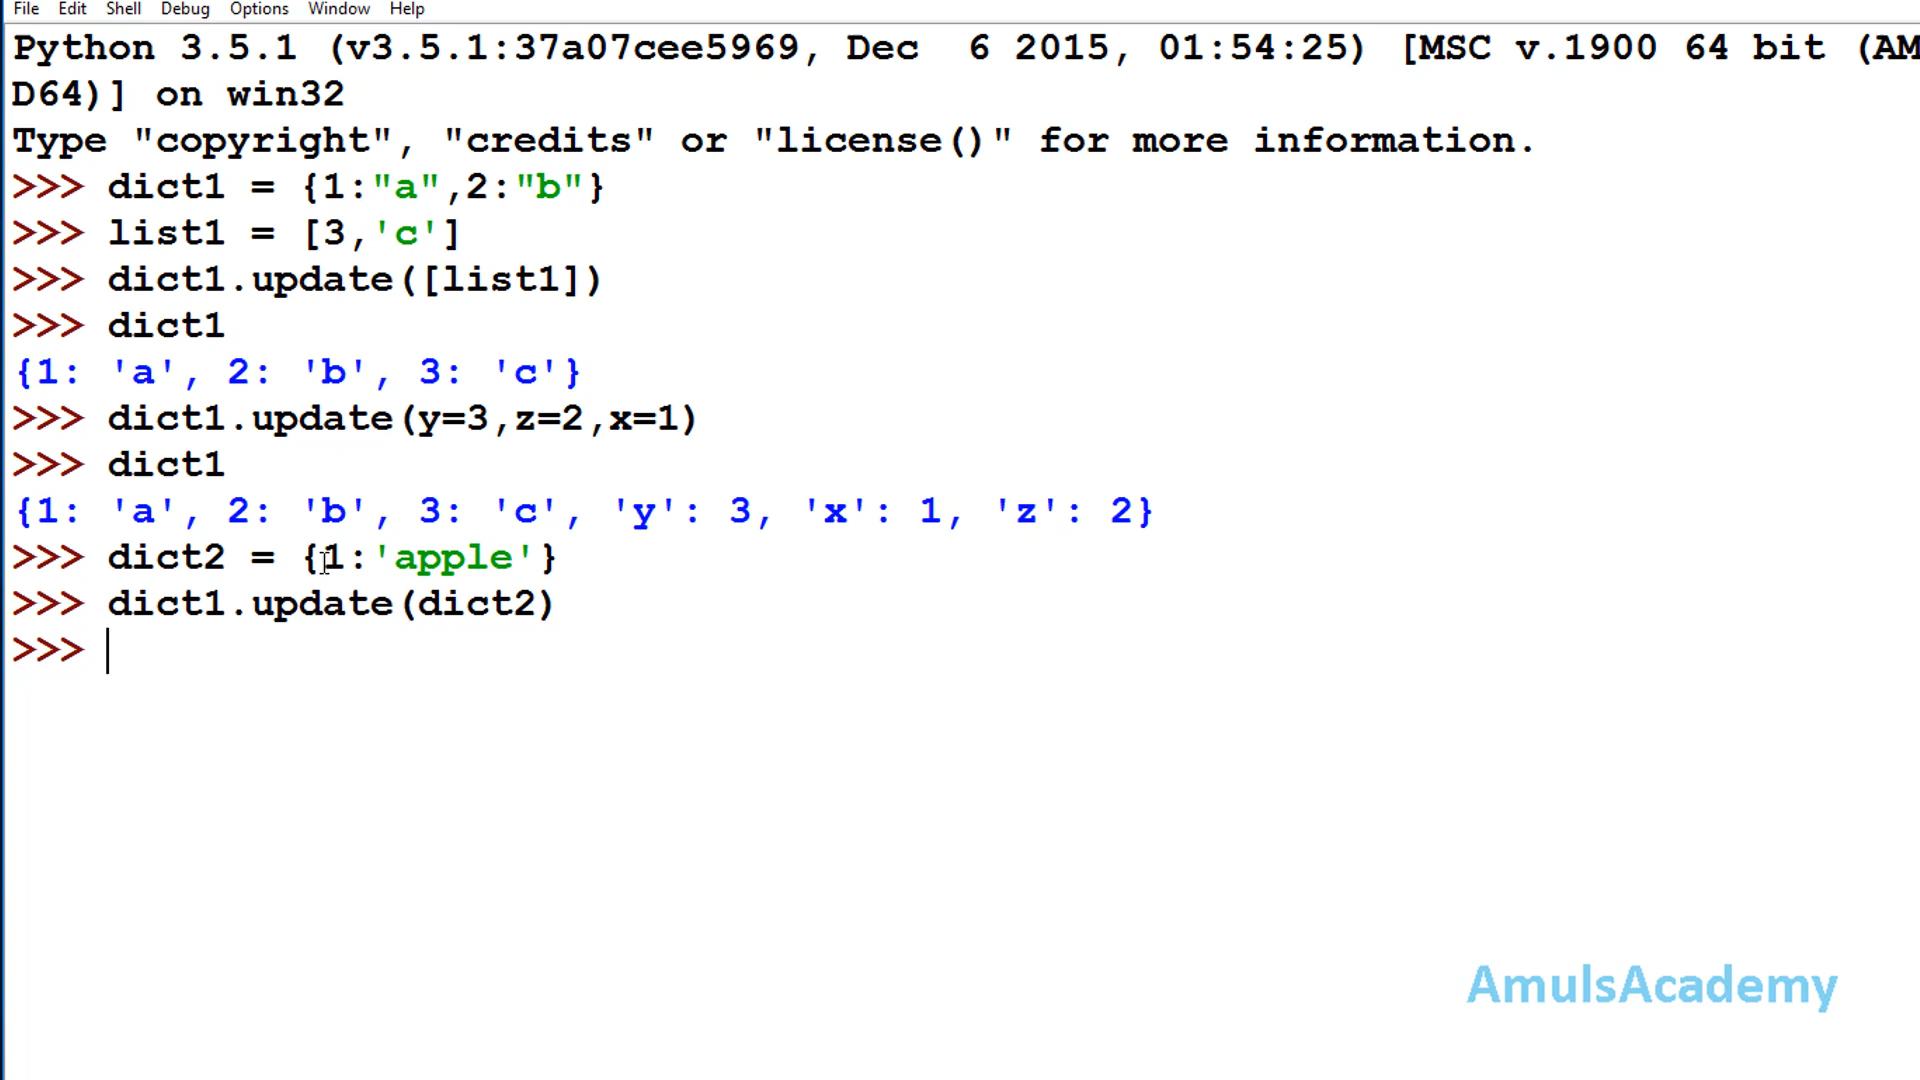 File Edit Shell Debug Options Window Help
Python 3.5.1 (v3.5.1:37a07cee5969, Dec  6 2015, 01:54:25) [MSC v.1900 64 bit (AM
D64)] on win32
Type "copyright", "credits" or "license()" for more information.
>>> dict1 = {1:"a",2:"b"}
>>> list1 = [3,'c']
>>> dict1.update([list1])
>>> dict1
{1: 'a', 2: 'b', 3: 'c'}
>>> dict1.update(y=3,z=2,x=1)
>>> dict1
{1: 'a', 2: 'b', 3: 'c', 'y': 3, 'x': 1, 'z': 2}
>>> dict2 = {1:'apple'}
>>> dict1.update(dict2)
>>>
AmulsAcademy